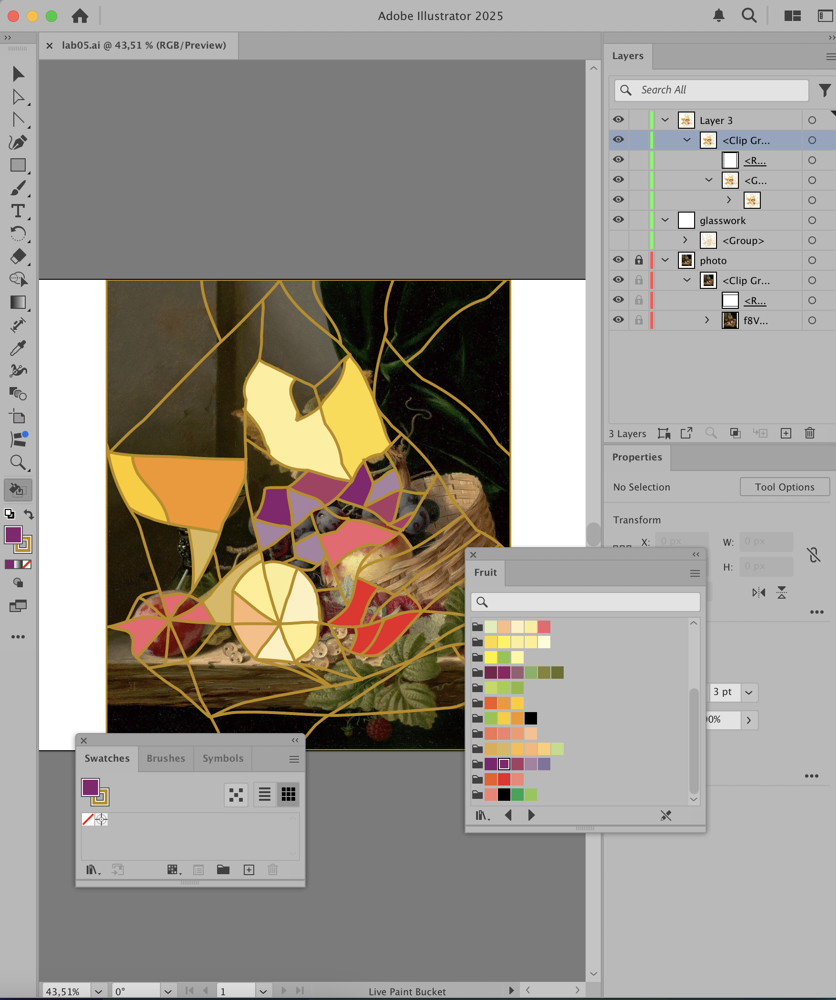 Adobe Illustrator 2025
lab05.ai @ 43,51 % (RGB/Preview)
Layers
Search All
Layer 3
<Clip Gr...
<R...
<G...
glasswork
<Group>
photo
<Clip Gr...
<R...
f8V...
3 Layers
Properties
No Selection
Tool Options
Transform
X:
0 px
W:
0 px
H:
0 px
Fruit
3 pt
Swatches
Brushes
Symbols
43,51%
0°
1
Live Paint Bucket